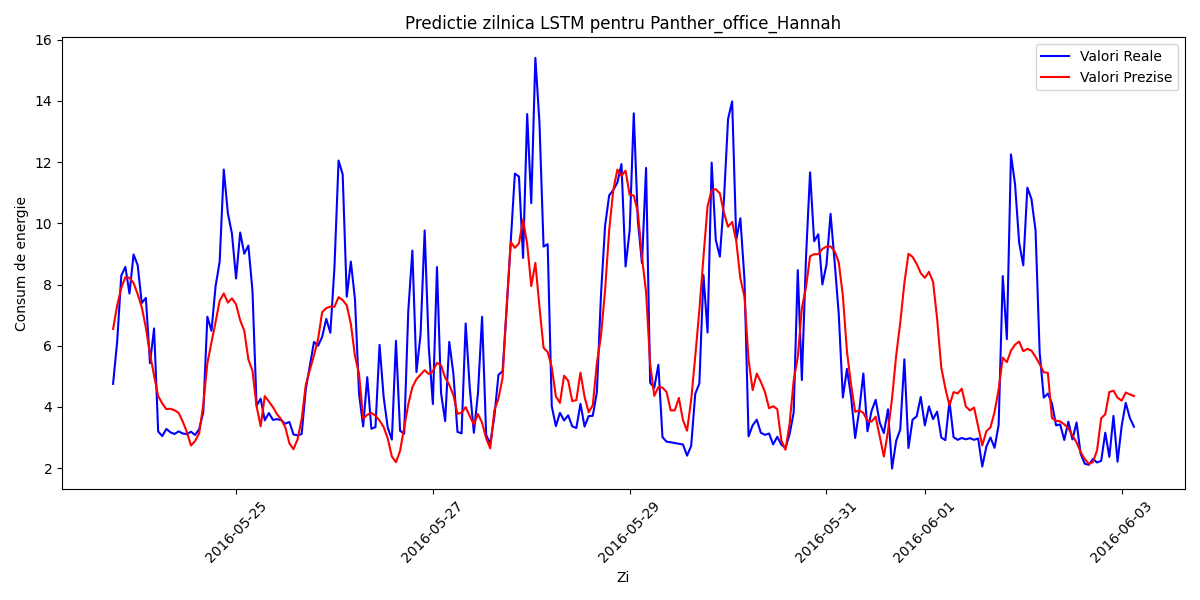 Predictie zilnica LSTM pentru Panther_office_Hannah
Valori Reale
Valori Prezise
Consum de energie
16
14
12
10
8
6
4
2
2016-05-25
2016-05-27
2016-05-29
2016-05-31
2016-06-01
2016-06-03
Zi